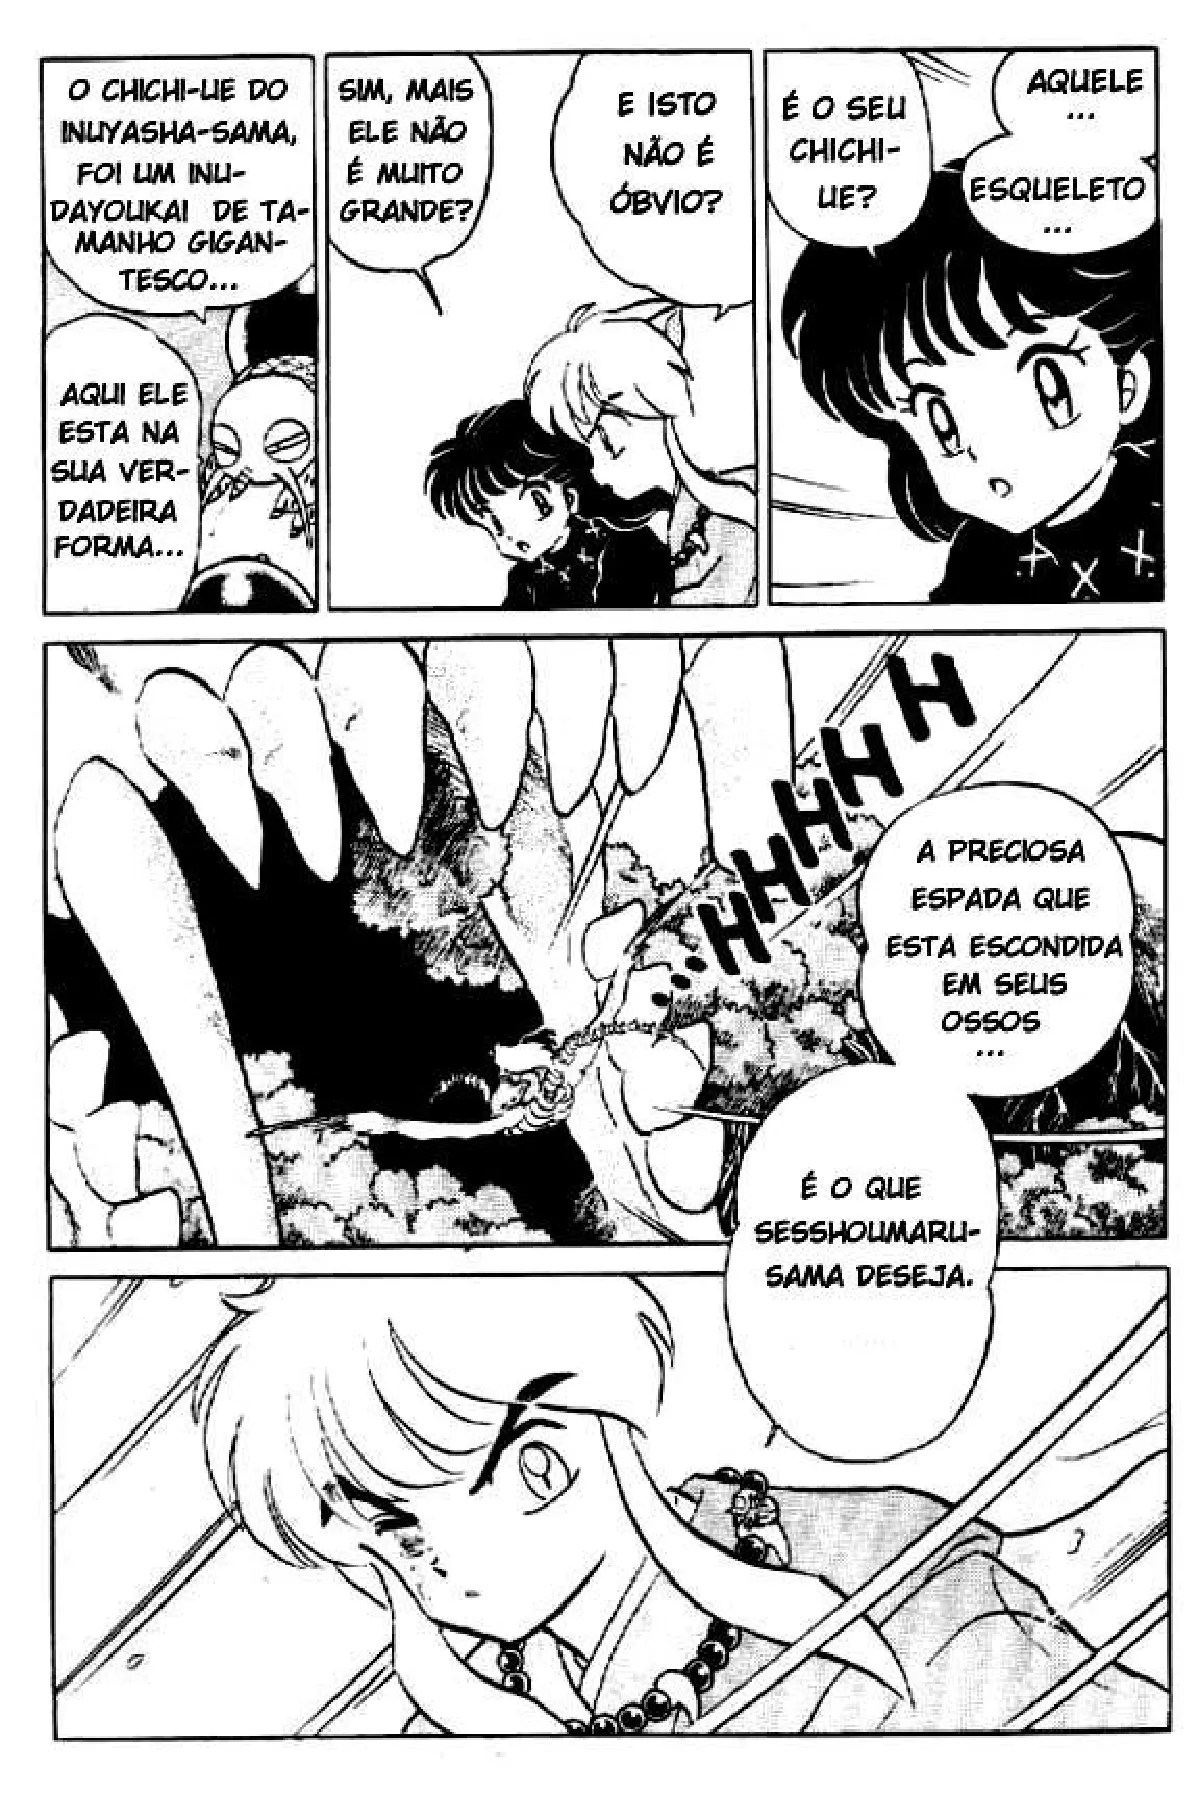 AQUELE
...
ESQUELETO
...
É O SEU
CHICHI-
UE?
E ISTO
NÃO É
ÓBVIO?
SIM, MAIS
ELE NÃO
É MUITO
GRANDE?
O CHICHI-UE DO
INUYASHA-SAMA,
FOI UM INU-
DAYOUKAI DE TA-
MANHO GIGAN-
TESCO...
AQUI ELE
ESTA NA
SUA VER-
DADEIRA
FORMA...
HHHHH...
A PRECIOSA
ESPADA QUE
ESTA ESCONDIDA
EM SEUS
OSSOS
...
É O QUE
SESSHOUMARU-
SAMA DESEJA.